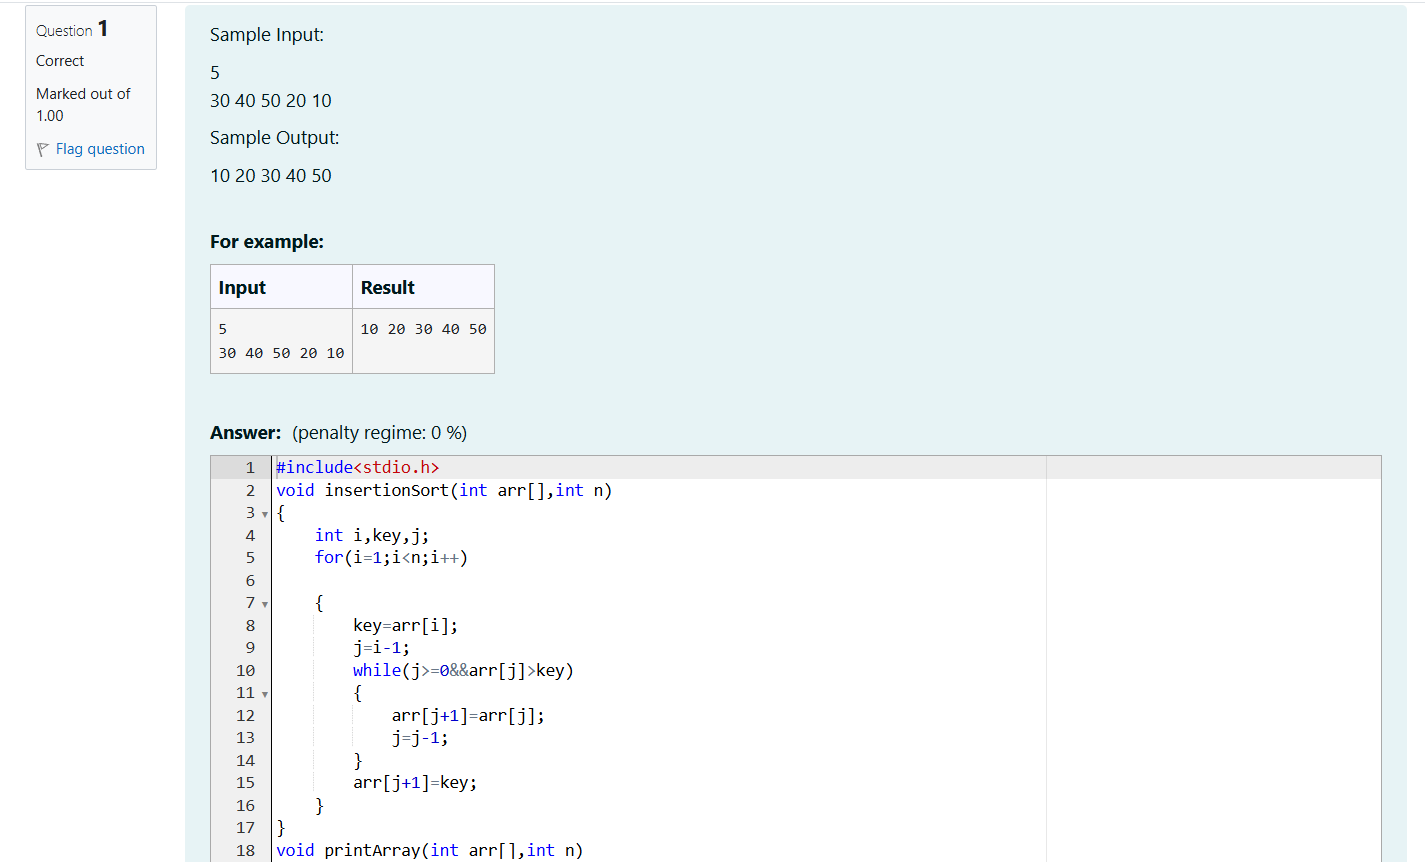 Question 1
Correct
Marked out of
1.00
Flag question
Sample Input:
5
30 40 50 20 10
Sample Output:
10 20 30 40 50
For example:
Input Result
5 10 20 30 40 50
30 40 50 20 10
Answer: (penalty regime: 0 %)
1 #include<stdio.h>
2 void insertionSort(int arr[],int n)
3 {
4 int i,key,j;
5 for(i=1;i<n;i++)
6
7 {
8 key=arr[i];
9 j=i-1;
10 while(j>=0&&arr[j]>key)
11 {
12 arr[j+1]=arr[j];
13 j=j-1;
14 }
15 arr[j+1]=key;
16 }
17 }
18 void printArray(int arr[],int n)